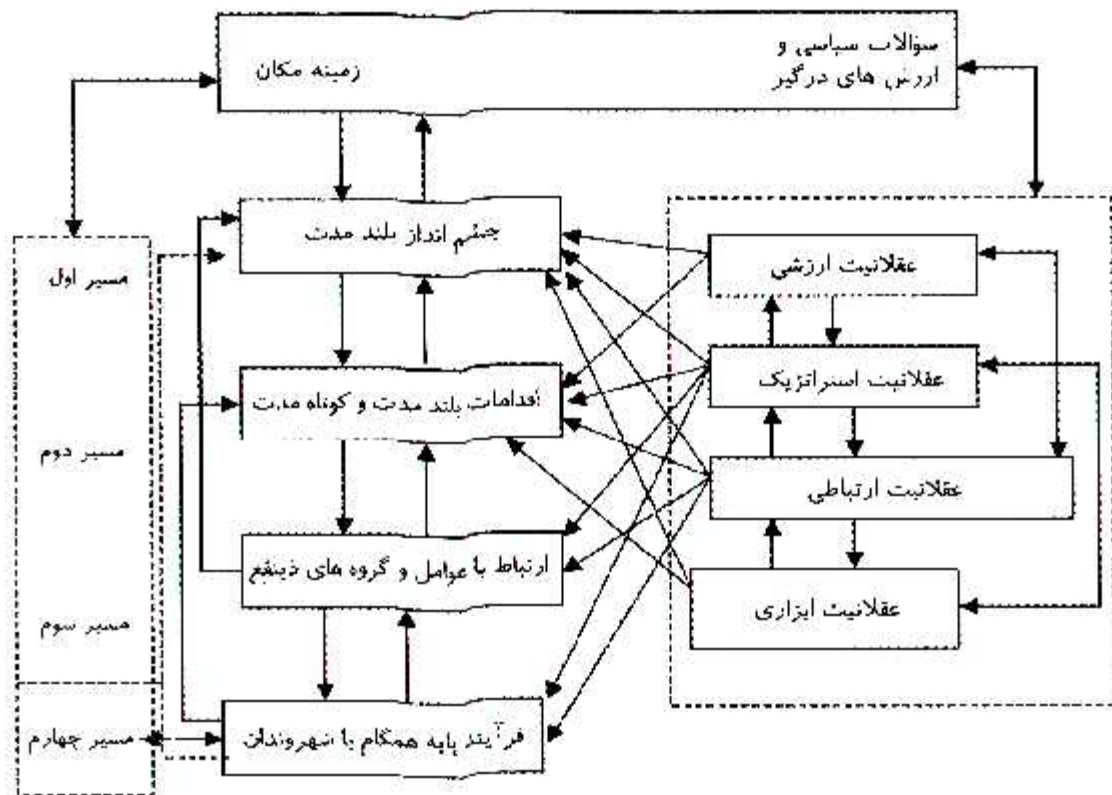 سؤالات سیاسی و
ارزش های درگیر
زمینه مکان
چشم انداز بلند مدت
عقلانیت ارزشی
مسیر اول
اقدامات بلند مدت و کوتاه مدت
عقلانیت استراتژیک
مسیر دوم
عقلانیت ارتباطی
ارتباط با عوامل و گروه های ذینفع
عقلانیت ابزاری
مسیر سوم
فرآیند پایه همگام با شهروندان
مسیر چهارم